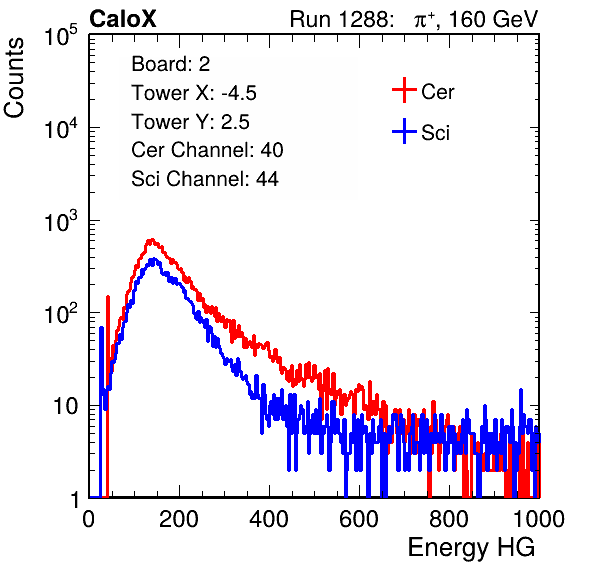 CaloX Run 1288: π⁺, 160 GeV
Board: 2
Tower X: -4.5
Tower Y: 2.5
Cer Channel: 40
Sci Channel: 44
Cer
Sci
Counts
10⁵
10⁴
10³
10²
10
1
0 200 400 600 800 1000
Energy HG